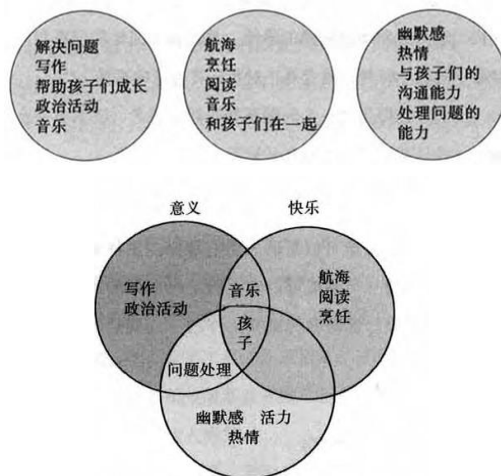 解决问题
写作
帮助孩子们成长
政治活动
音乐
航海
烹饪
阅读
音乐
和孩子们在一起
幽默感
热情
与孩子们的
沟通能力
处理问题的
能力
意义
快乐
写作
政治活动
音乐
航海
阅读
烹饪
孩
子
问题处理
幽默感 活力
热情